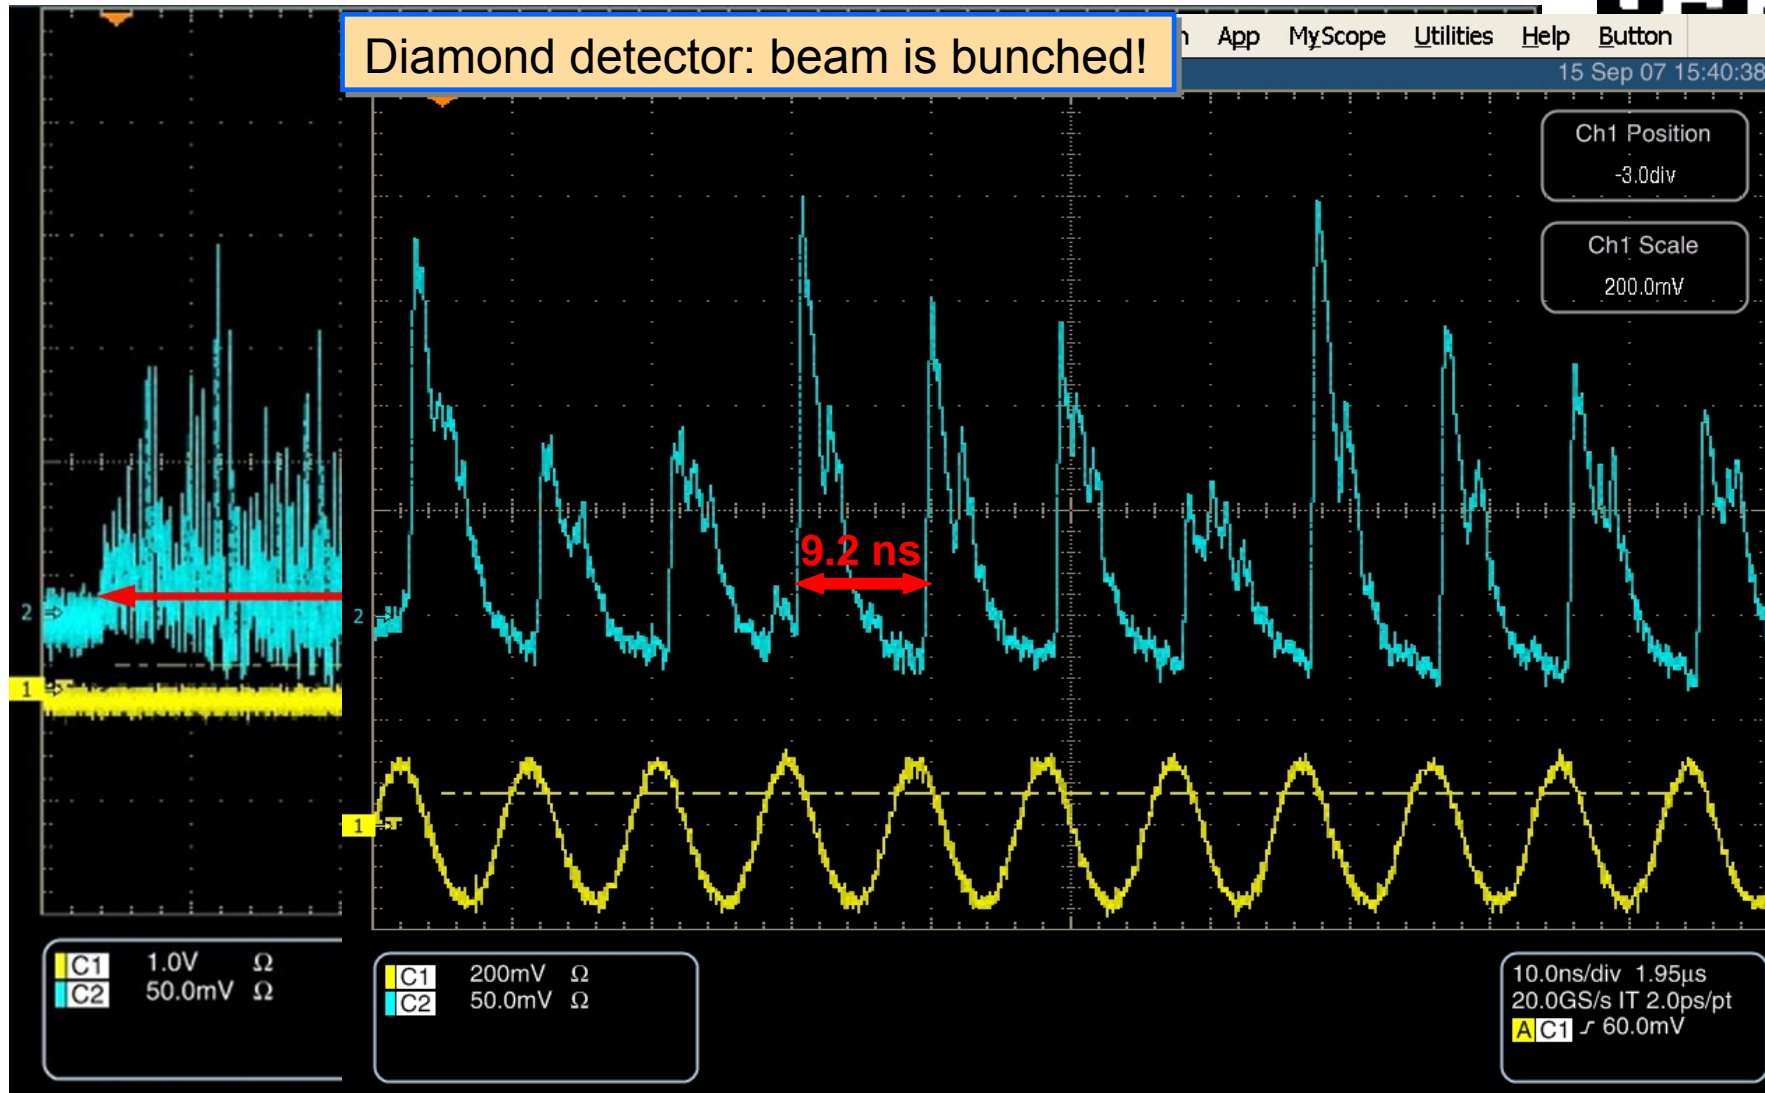 Diamond detector: beam is bunched!
App MyScope Utilities Help Button
15 Sep 07 15:40:38
Ch1 Position
-3.0div
Ch1 Scale
200.0mV
9.2 ns
2
2
1
1
C1 1.0V Ω
C2 50.0mV Ω
C1 200mV Ω
C2 50.0mV Ω
10.0ns/div 1.95µs
20.0GS/s IT 2.0ps/pt
A C1 60.0mV